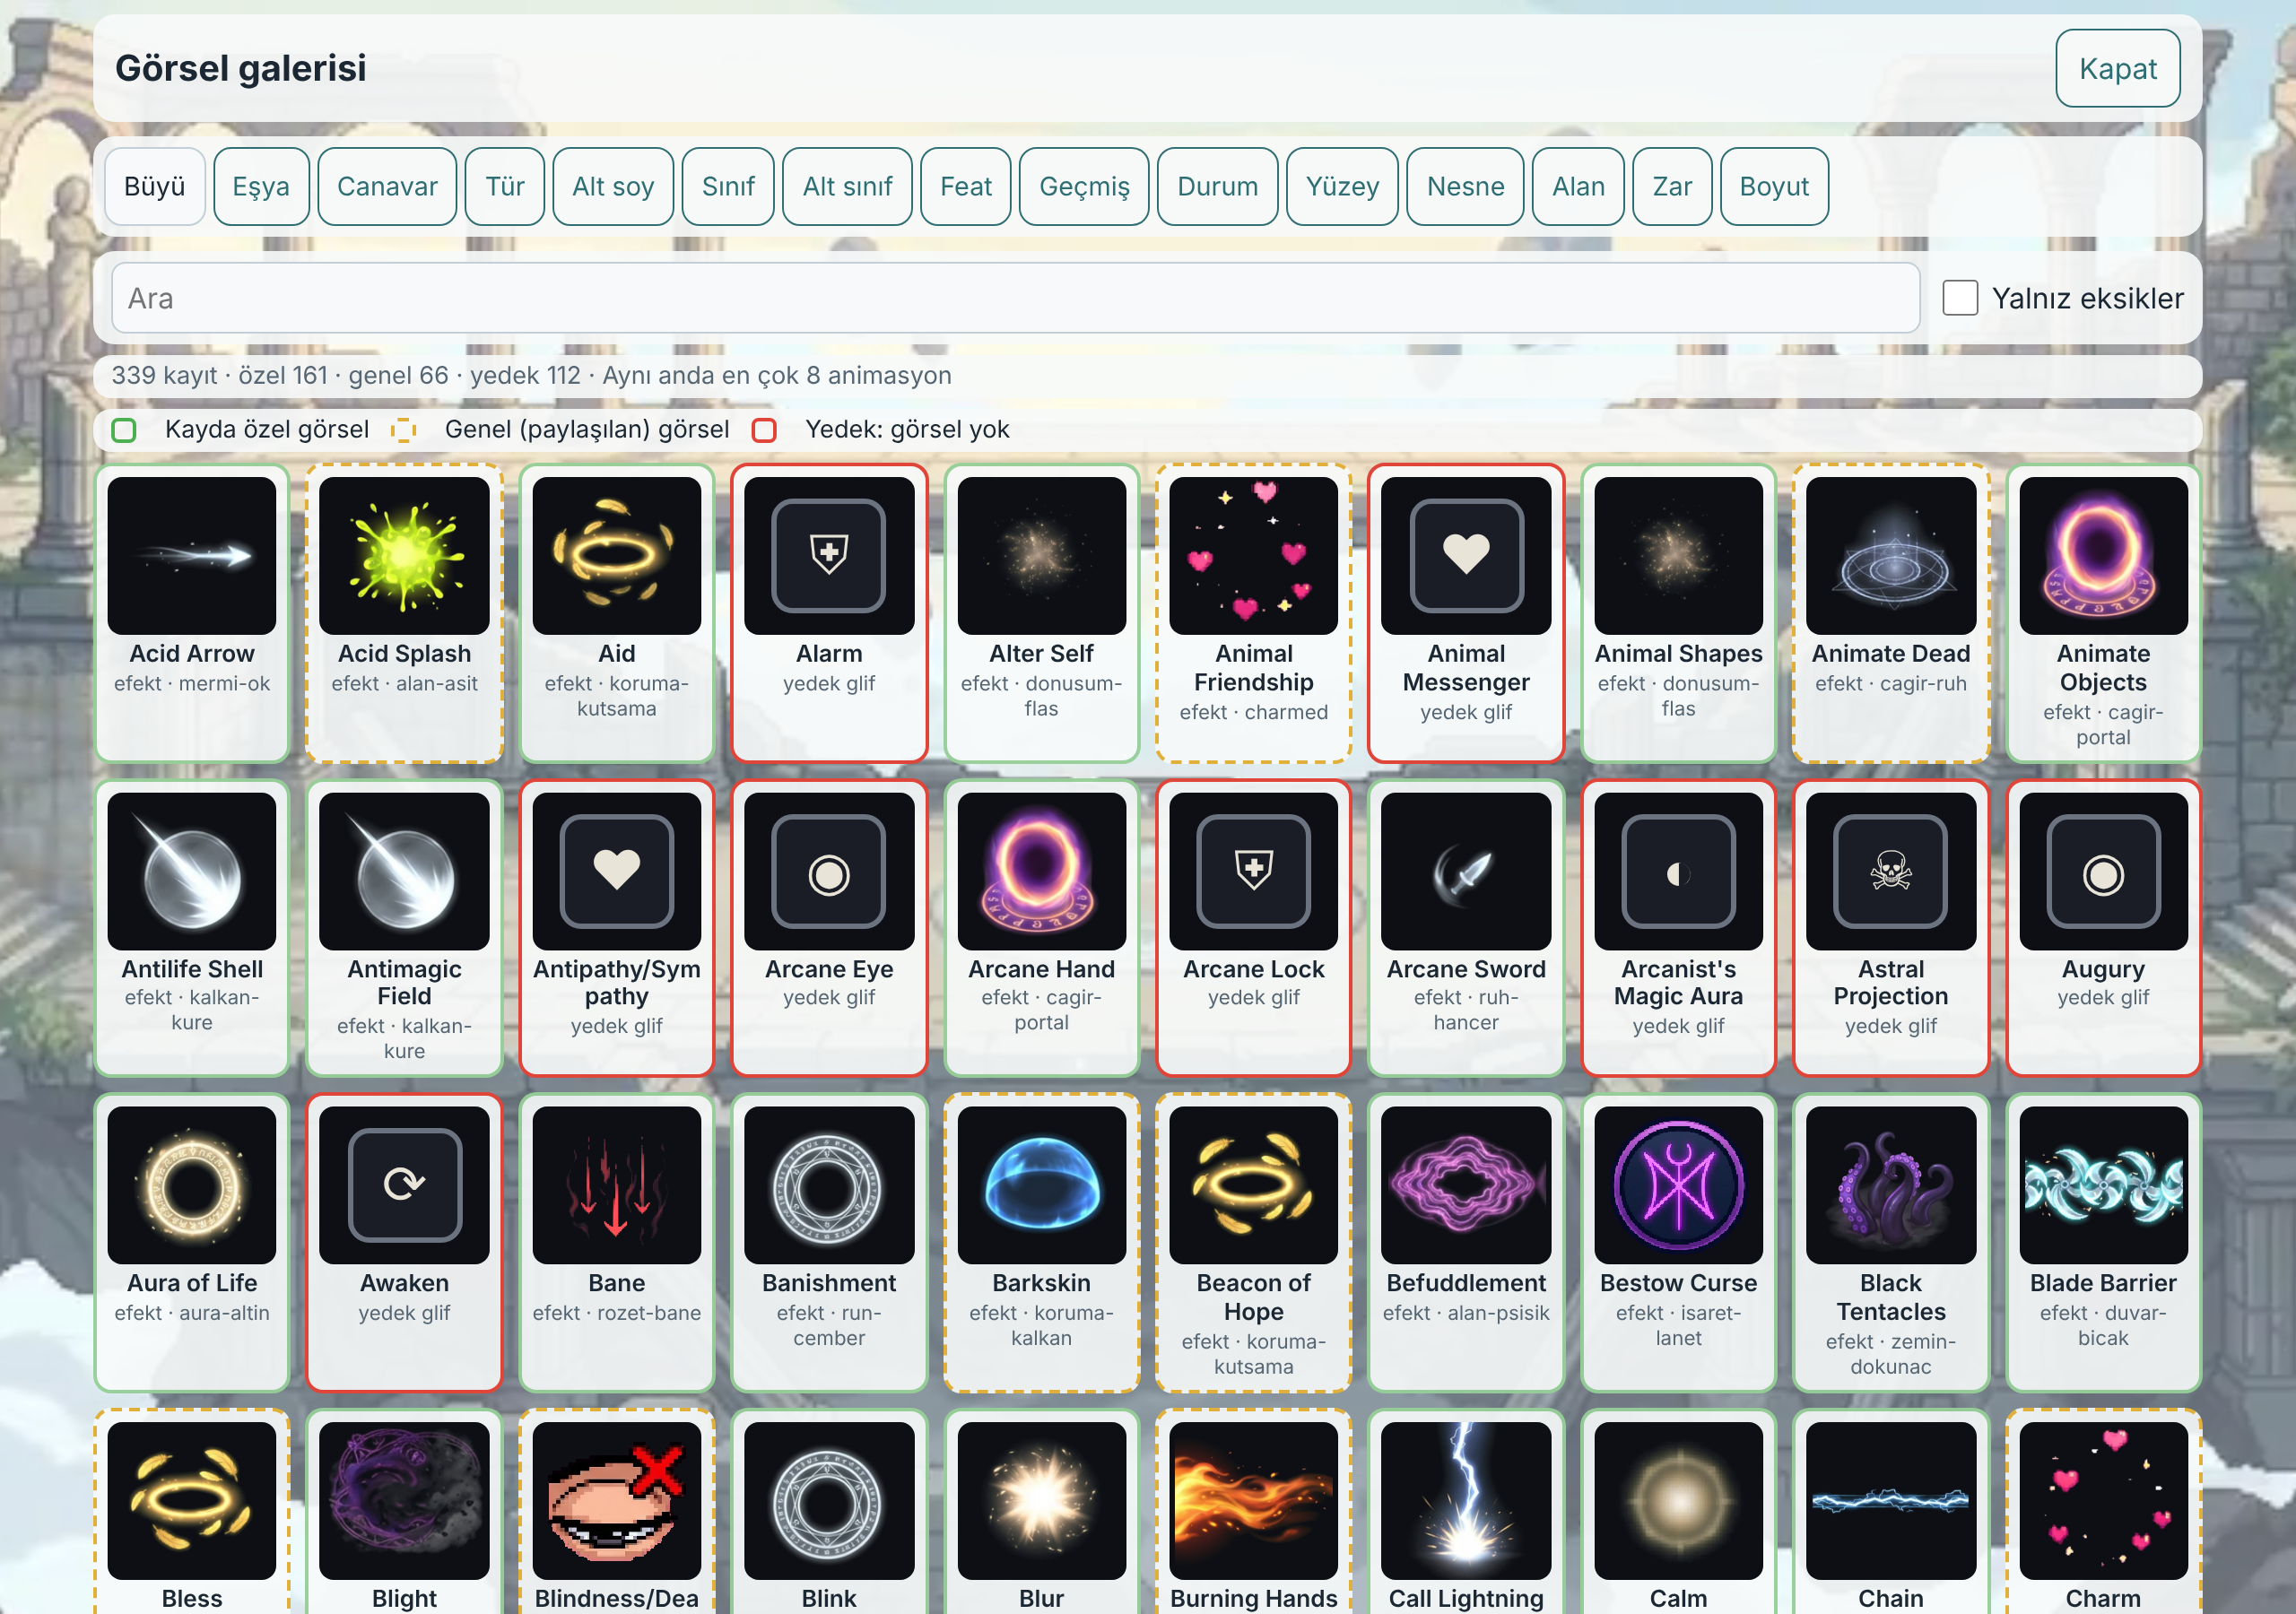 Görsel galerisi
Kapat
Büyü Eşya Canavar Tür Alt soy Sınıf Alt sınıf Feat Geçmiş Durum Yüzey Nesne Alan Zar Boyut
Ara
Yalnız eksikler
339 kayıt · özel 161 · genel 66 · yedek 112 · Aynı anda en çok 8 animasyon
Kayda özel görsel Genel (paylaşılan) görsel Yedek: görsel yok
Acid Arrow
efekt · mermi-ok
Acid Splash
efekt · alan-asit
Aid
efekt · koruma-
kutsama
Alarm
yedek glif
Alter Self
efekt · donusum-
flas
Animal
Friendship
efekt · charmed
Animal
Messenger
yedek glif
Animal Shapes
efekt · donusum-
flas
Animate Dead
efekt · cagir-ruh
Animate
Objects
efekt · cagir-
portal
Antilife Shell
efekt · kalkan-
kure
Antimagic
Field
efekt · kalkan-
kure
Antipathy/Sym
pathy
yedek glif
Arcane Eye
yedek glif
Arcane Hand
efekt · cagir-
portal
Arcane Lock
yedek glif
Arcane Sword
efekt · ruh-
hancer
Arcanist's
Magic Aura
yedek glif
Astral
Projection
yedek glif
Augury
yedek glif
Aura of Life
efekt · aura-altin
Awaken
yedek glif
Bane
efekt · rozet-bane
Banishment
efekt · run-
cember
Barkskin
efekt · koruma-
kalkan
Beacon of
Hope
efekt · koruma-
kutsama
Befuddlement
efekt · alan-psisik
Bestow Curse
efekt · isaret-
lanet
Black
Tentacles
efekt · zemin-
dokunac
Blade Barrier
efekt · duvar-
bicak
Bless
Blight
Blindness/Dea
Blink
Blur
Burning Hands
Call Lightning
Calm
Chain
Charm